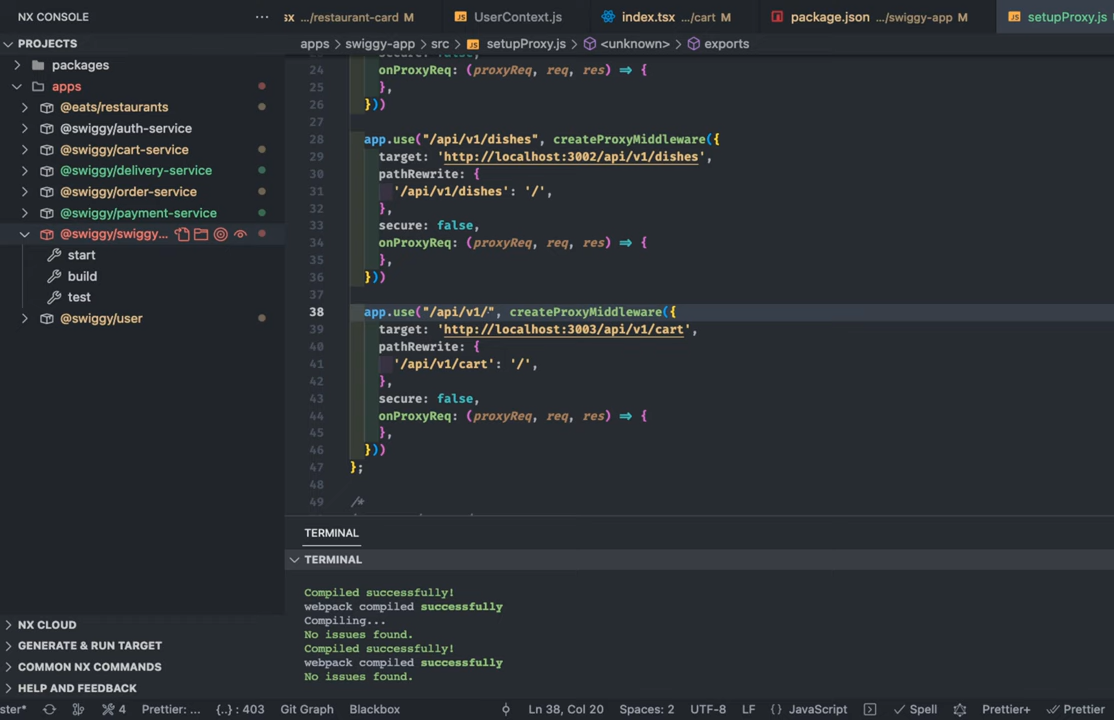 NX CONSOLE ···
PROJECTS
packages
apps
@eats/restaurants
@swiggy/auth-service
@swiggy/cart-service
@swiggy/delivery-service
@swiggy/order-service
@swiggy/payment-service
@swiggy/swiggy...
start
build
test
@swiggy/user
NX CLOUD
GENERATE & RUN TARGET
COMMON NX COMMANDS
HELP AND FEEDBACK
sx .../restaurant-card M
JS UserContext.js
index.tsx .../cart M
package.json .../swiggy-app M
JS setupProxy.js
apps > swiggy-app > src > JS setupProxy.js > <unknown> > exports
24 onProxyReq: (proxyReq, req, res) => {
25 },
26 }))
27
28 app.use("/api/v1/dishes", createProxyMiddleware({
29 target: 'http://localhost:3002/api/v1/dishes',
30 pathRewrite: {
31 '/api/v1/dishes': '/',
32 },
33 secure: false,
34 onProxyReq: (proxyReq, req, res) => {
35 },
36 }))
37
38 app.use("/api/v1/", createProxyMiddleware({
39 target: 'http://localhost:3003/api/v1/cart',
40 pathRewrite: {
41 '/api/v1/cart': '/',
42 },
43 secure: false,
44 onProxyReq: (proxyReq, req, res) => {
45 },
46 }))
47 };
48
49 /*
TERMINAL
TERMINAL
Compiled successfully!
webpack compiled successfully
Compiling...
No issues found.
Compiled successfully!
webpack compiled successfully
No issues found.
ster* 4 Prettier: ... {..} : 403 Git Graph Blackbox Ln 38, Col 20 Spaces: 2 UTF-8 LF {} JavaScript Spell Prettier+ Prettier